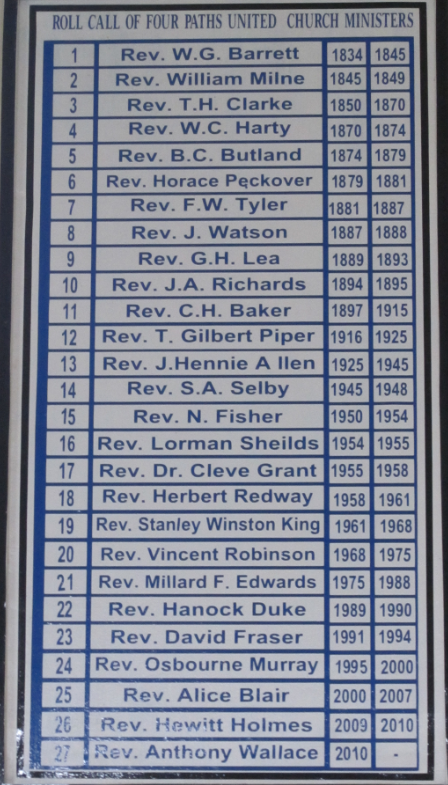 ROLL CALL OF FOUR PATHS UNITED CHURCH MINISTERS
1 Rev. W.G. Barrett 1834 1845
2 Rev. William Milne 1845 1849
3 Rev. T.H. Clarke 1850 1870
4 Rev. W.C. Harty 1870 1874
5 Rev. B.C. Butland 1874 1879
6 Rev. Horace Peckover 1879 1881
7 Rev. F.W. Tyler 1881 1887
8 Rev. J. Watson 1887 1888
9 Rev. G.H. Lea 1889 1893
10 Rev. J.A. Richards 1894 1895
11 Rev. C.H. Baker 1897 1915
12 Rev. T. Gilbert Piper 1916 1925
13 Rev. J.Hennie A llen 1925 1945
14 Rev. S.A. Selby 1945 1948
15 Rev. N. Fisher 1950 1954
16 Rev. Lorman Sheilds 1954 1955
17 Rev. Dr. Cleve Grant 1955 1958
18 Rev. Herbert Redway 1958 1961
19 Rev. Stanley Winston King 1961 1968
20 Rev. Vincent Robinson 1968 1975
21 Rev. Millard F. Edwards 1975 1988
22 Rev. Hanock Duke 1989 1990
23 Rev. David Fraser 1991 1994
24 Rev. Osbourne Murray 1995 2000
25 Rev. Alice Blair 2000 2007
26 Rev. Hewitt Holmes 2009 2010
27 Rev. Anthony Wallace 2010 -